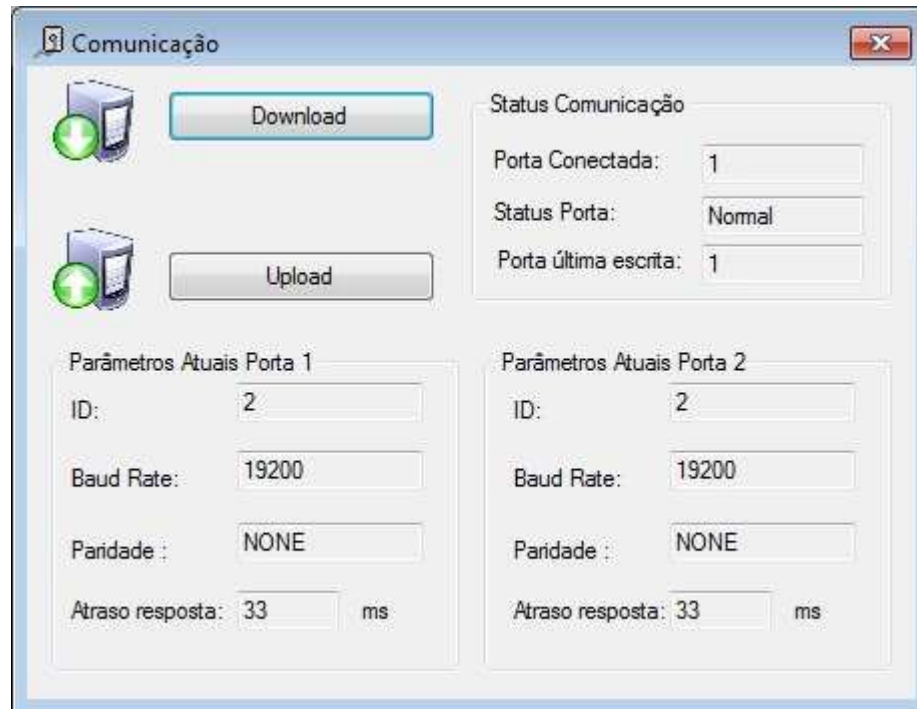 Comunicação
Download
Upload
Status Comunicação
Porta Conectada: 1
Status Porta: Normal
Porta última escrita: 1
Parâmetros Atuais Porta 1
ID: 2
Baud Rate: 19200
Paridade : NONE
Atraso resposta: 33 ms
Parâmetros Atuais Porta 2
ID: 2
Baud Rate: 19200
Paridade : NONE
Atraso resposta: 33 ms